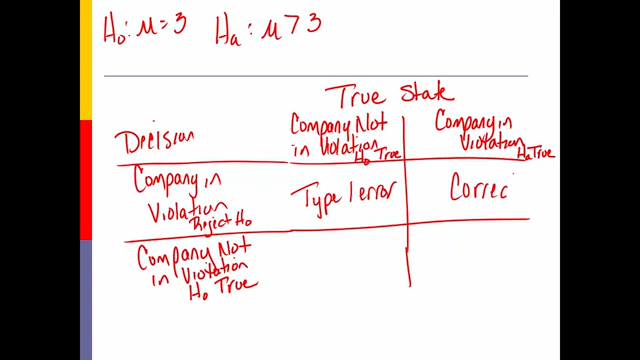 H₀: μ = 3 Hₐ: μ > 3
True State
Decision
Company Not
in Violation
H₀ True
Company in
Violation
Hₐ True
Company in
Violation
Reject H₀
Type 1 error
Correc
Company Not
in Violation
H₀ True